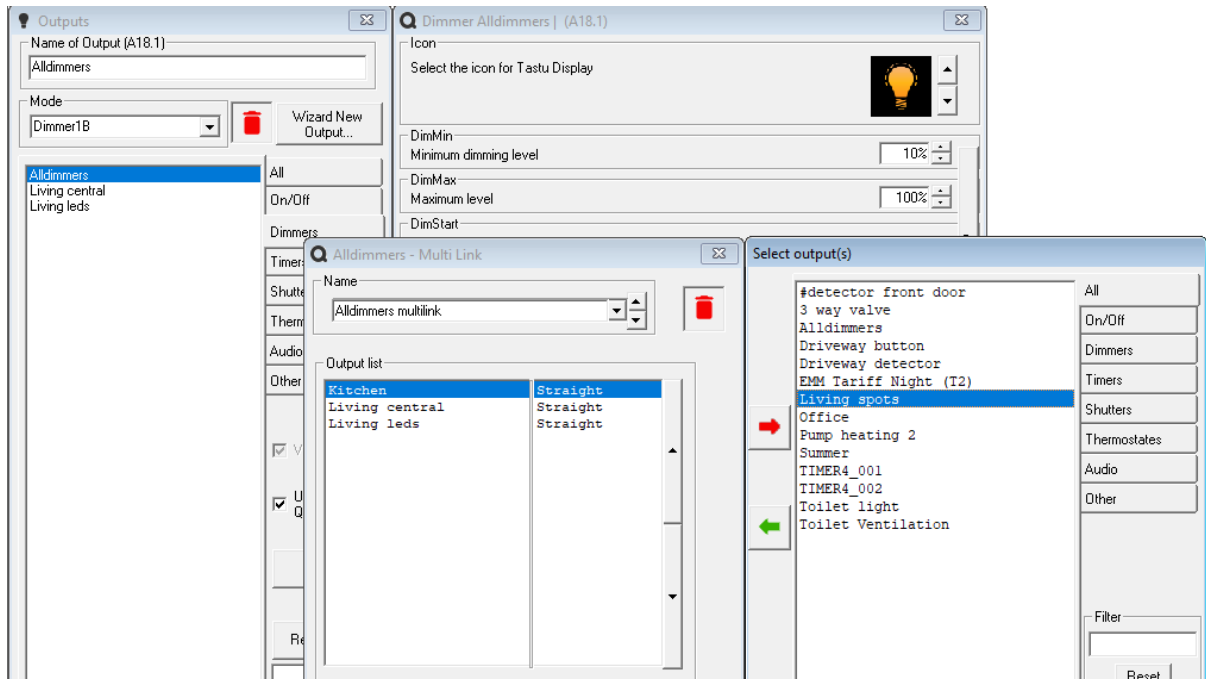 Outputs
Name of Output (A18.1)
Alldimmers
Mode
Dimmer1B
Wizard New
Output...
Alldimmers
Living central
Living leds
All
On/Off
Dimmers
Dimmer Alldimmers | (A18.1)
Icon
Select the icon for Tastu Display
DimMin
Minimum dimming level
10%
DimMax
Maximum level
100%
DimStart
Alldimmers - Multi Link
Name
Alldimmers multilink
Output list
Kitchen Straight
Living central Straight
Living leds Straight
Select output(s)
#detector front door
3 way valve
Alldimmers
Driveway button
Driveway detector
EMM Tariff Night (T2)
Living spots
Office
Pump heating 2
Summer
TIMER4_001
TIMER4_002
Toilet light
Toilet Ventilation
All
On/Off
Dimmers
Timers
Shutters
Thermostates
Audio
Other
Filter
Reset